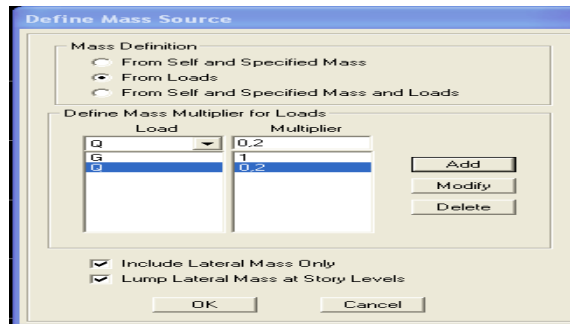 Define Mass Source
Mass Definition
From Self and Specified Mass
From Loads
From Self and Specified Mass and Loads
Define Mass Multiplier for Loads
Load Multiplier
Q 0,2
G 1
Q 0,2
Add
Modify
Delete
Include Lateral Mass Only
Lump Lateral Mass at Story Levels
OK Cancel